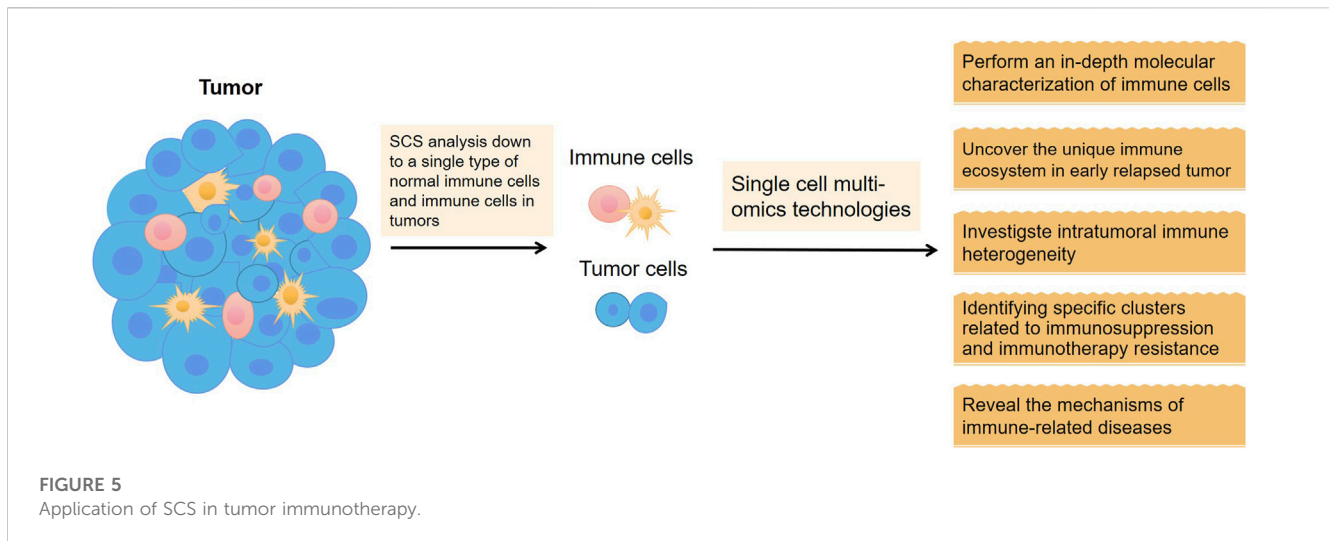 Tumor
SCS analysis down
to a single type of
normal immune cells
and immune cells in
tumors
Immune cells
Tumor cells
Single cell multi-
omics technologies
Perform an in-depth molecular
characterization of immune cells
Uncover the unique immune
ecosystem in early relapsed tumor
Investigste intratumoral immune
heterogeneity
Identifying specific clusters
related to immunosuppression
and immunotherapy resistance
Reveal the mechanisms of
immune-related diseases
FIGURE 5
Application of SCS in tumor immunotherapy.